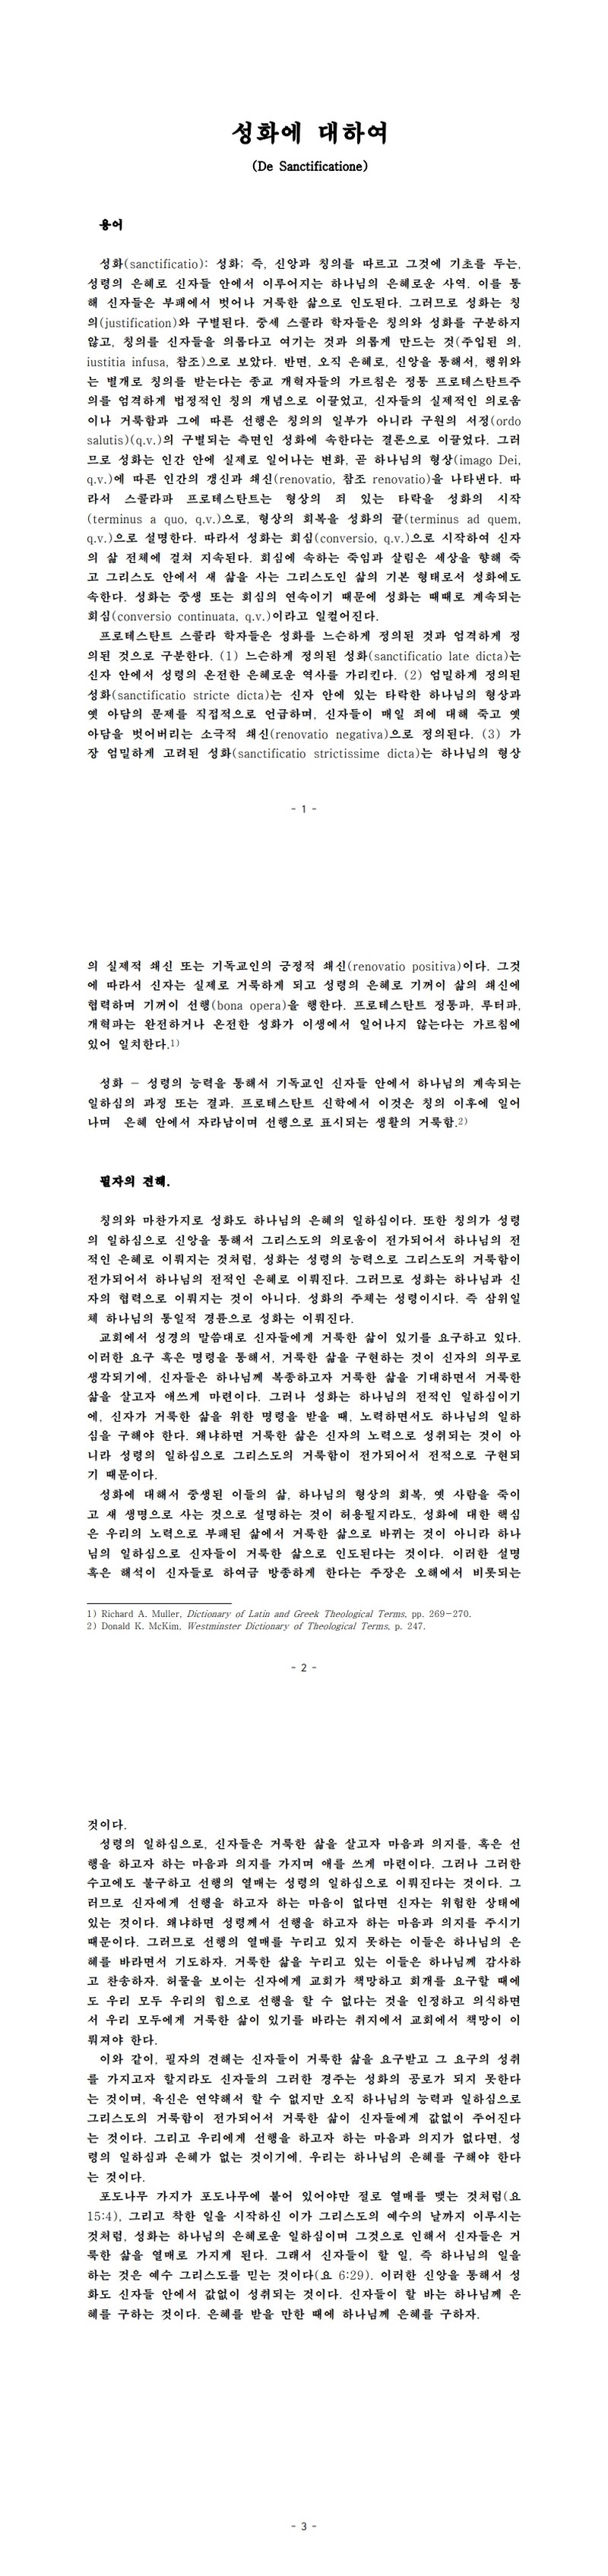 성화에 대하여
(De Sanctificatione)
용어
성화(sanctificatio): 성화; 즉, 신앙과 칭의를 따르고 그것에 기초를 두는,
성령의 은혜로 신자들 안에서 이루어지는 하나님의 은혜로운 사역. 이를 통
해 신자들은 부패에서 벗어나 거룩한 삶으로 인도된다. 그러므로 성화는 칭
의(justification)와 구별된다. 중세 스콜라 학자들은 칭의와 성화를 구분하지
않고, 칭의를 신자들을 의롭다고 여기는 것과 의롭게 만드는 것(주입된 의,
iustitia infusa, 참조)으로 보았다. 반면, 오직 은혜로, 신앙을 통해서, 행위와
는 별개로 칭의를 받는다는 종교 개혁자들의 가르침은 정통 프로테스탄트주
의를 엄격하게 법정적인 칭의 개념으로 이끌었고, 신자들의 실제적인 의로움
이나 거룩함과 그에 따른 선행은 칭의의 일부가 아니라 구원의 서정(ordo
salutis)(q.v.)의 구별되는 측면인 성화에 속한다는 결론으로 이끌었다. 그러
므로 성화는 인간 안에 실제로 일어나는 변화, 곧 하나님의 형상(imago Dei,
q.v.)에 따른 인간의 갱신과 쇄신(renovatio, 참조 renovatio)을 나타낸다. 따
라서 스콜라파 프로테스탄트는 형상의 죄 있는 타락을 성화의 시작
(terminus a quo, q.v.)으로, 형상의 회복을 성화의 끝(terminus ad quem,
q.v.)으로 설명한다. 따라서 성화는 회심(conversio, q.v.)으로 시작하여 신자
의 삶 전체에 걸쳐 지속된다. 회심에 속하는 죽임과 살림은 세상을 향해 죽
고 그리스도 안에서 새 삶을 사는 그리스도인 삶의 기본 형태로서 성화에도
속한다. 성화는 중생 또는 회심의 연속이기 때문에 성화는 때때로 계속되는
회심(conversio continuata, q.v.)이라고 일컬어진다.
프로테스탄트 스콜라 학자들은 성화를 느슨하게 정의된 것과 엄격하게 정
의된 것으로 구분한다. (1) 느슨하게 정의된 성화(sanctificatio late dicta)는
신자 안에서 성령의 온전한 은혜로운 역사를 가리킨다. (2) 엄밀하게 정의된
성화(sanctificatio stricte dicta)는 신자 안에 있는 타락한 하나님의 형상과
옛 아담의 문제를 직접적으로 언급하며, 신자들이 매일 죄에 대해 죽고 옛
아담을 벗어버리는 소극적 쇄신(renovatio negativa)으로 정의된다. (3) 가
장 엄밀하게 고려된 성화(sanctificatio strictissime dicta)는 하나님의 형상
- 1 -
의 실제적 쇄신 또는 기독교인의 긍정적 쇄신(renovatio positiva)이다. 그것
에 따라서 신자는 실제로 거룩하게 되고 성령의 은혜로 기꺼이 삶의 쇄신에
협력하며 기꺼이 선행(bona opera)을 행한다. 프로테스탄트 정통파, 루터파,
개혁파는 완전하거나 온전한 성화가 이생에서 일어나지 않는다는 가르침에
있어 일치한다.1)
성화 - 성령의 능력을 통해서 기독교인 신자들 안에서 하나님의 계속되는
일하심의 과정 또는 결과. 프로테스탄트 신학에서 이것은 칭의 이후에 일어
나며 은혜 안에서 자라남이며 선행으로 표시되는 생활의 거룩함.2)
필자의 견해.
칭의와 마찬가지로 성화도 하나님의 은혜의 일하심이다. 또한 칭의가 성령
의 일하심으로 신앙을 통해서 그리스도의 의로움이 전가되어서 하나님의 전
적인 은혜로 이뤄지는 것처럼, 성화는 성령의 능력으로 그리스도의 거룩함이
전가되어서 하나님의 전적인 은혜로 이뤄진다. 그러므로 성화는 하나님과 신
자의 협력으로 이뤄지는 것이 아니다. 성화의 주체는 성령이시다. 즉 삼위일
체 하나님의 통일적 경륜으로 성화는 이뤄진다.
교회에서 성경의 말씀대로 신자들에게 거룩한 삶이 있기를 요구하고 있다.
이러한 요구 혹은 명령을 통해서, 거룩한 삶을 구현하는 것이 신자의 의무로
생각되기에, 신자들은 하나님께 복종하고자 거룩한 삶을 기대하면서 거룩한
삶을 살고자 애쓰게 마련이다. 그러나 성화는 하나님의 전적인 일하심이기
에, 신자가 거룩한 삶을 위한 명령을 받을 때, 노력하면서도 하나님의 일하
심을 구해야 한다. 왜냐하면 거룩한 삶은 신자의 노력으로 성취되는 것이 아
니라 성령의 일하심으로 그리스도의 거룩함이 전가되어서 전적으로 구현되
기 때문이다.
성화에 대해서 중생된 이들의 삶, 하나님의 형상의 회복, 옛 사람을 죽이
고 새 생명으로 사는 것으로 설명하는 것이 허용될지라도, 성화에 대한 핵심
은 우리의 노력으로 부패된 삶에서 거룩한 삶으로 바뀌는 것이 아니라 하나
님의 일하심으로 신자들이 거룩한 삶으로 인도된다는 것이다. 이러한 설명
혹은 해석이 신자들로 하여금 방종하게 한다는 주장은 오해에서 비롯되는
1) Richard A. Muller, Dictionary of Latin and Greek Theological Terms, pp. 269-270.
2) Donald K. McKim, Westminster Dictionary of Theological Terms, p. 247.
- 2 -
것이다.
성령의 일하심으로, 신자들은 거룩한 삶을 살고자 마음과 의지를, 혹은 선
행을 하고자 하는 마음과 의지를 가지며 애를 쓰게 마련이다. 그러나 그러한
수고에도 불구하고 선행의 열매는 성령의 일하심으로 이뤄진다는 것이다. 그
러므로 신자에게 선행을 하고자 하는 마음이 없다면 신자는 위험한 상태에
있는 것이다. 왜냐하면 성령께서 선행을 하고자 하는 마음과 의지를 주시기
때문이다. 그러므로 선행의 열매를 누리고 있지 못하는 이들은 하나님의 은
혜를 바라면서 기도하자. 거룩한 삶을 누리고 있는 이들은 하나님께 감사하
고 찬송하자. 허물을 보이는 신자에게 교회가 책망하고 회개를 요구할 때에
도 우리 모두 우리의 힘으로 선행을 할 수 없다는 것을 인정하고 의식하면
서 우리 모두에게 거룩한 삶이 있기를 바라는 취지에서 교회에서 책망이 이
뤄져야 한다.
이와 같이, 필자의 견해는 신자들이 거룩한 삶을 요구받고 그 요구의 성취
를 가지고자 할지라도 신자들의 그러한 경주는 성화의 공로가 되지 못한다
는 것이며, 육신은 연약해서 할 수 없지만 오직 하나님의 능력과 일하심으로
그리스도의 거룩함이 전가되어서 거룩한 삶이 신자들에게 값없이 주어진다
는 것이다. 그리고 우리에게 선행을 하고자 하는 마음과 의지가 없다면, 성
령의 일하심과 은혜가 없는 것이기에, 우리는 하나님의 은혜를 구해야 한다
는 것이다.
포도나무 가지가 포도나무에 붙어 있어야만 절로 열매를 맺는 것처럼(요
15:4), 그리고 착한 일을 시작하신 이가 그리스도의 예수의 날까지 이루시는
것처럼, 성화는 하나님의 은혜로운 일하심이며 그것으로 인해서 신자들은 거
룩한 삶을 열매로 가지게 된다. 그래서 신자들이 할 일, 즉 하나님의 일을
하는 것은 예수 그리스도를 믿는 것이다(요 6:29). 이러한 신앙을 통해서 성
화도 신자들 안에서 값없이 성취되는 것이다. 신자들이 할 바는 하나님께 은
혜를 구하는 것이다. 은혜를 받을 만한 때에 하나님께 은혜를 구하자.
- 3 -